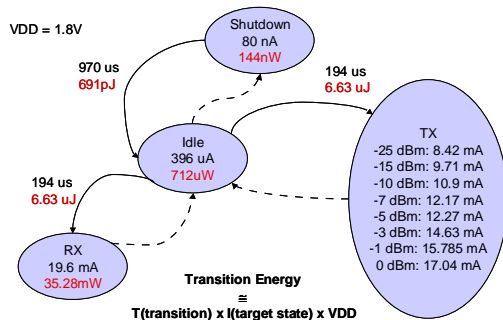 VDD = 1.8V
Shutdown
80 nA
144nW
970 us
691pJ
194 us
6.63 uJ
Idle
396 uA
712uW
TX
-25 dBm: 8.42 mA
-15 dBm: 9.71 mA
-10 dBm: 10.9 mA
-7 dBm: 12.17 mA
-5 dBm: 12.27 mA
-3 dBm: 14.63 mA
-1 dBm: 15.785 mA
0 dBm: 17.04 mA
194 us
6.63 uJ
RX
19.6 mA
35.28mW
Transition Energy
≅
T(transition) x I(target state) x VDD